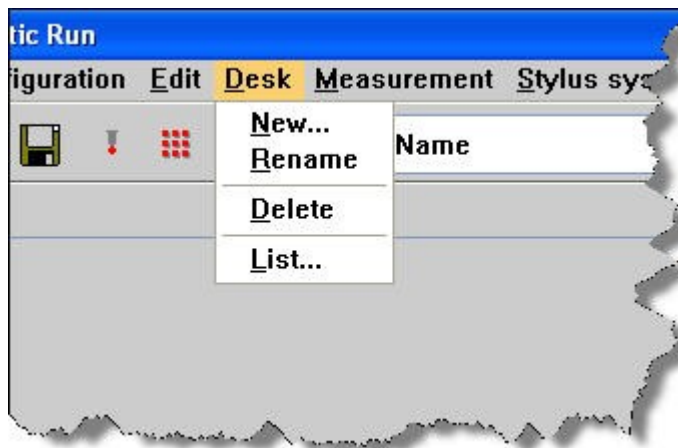 tic Run
figuration Edit Desk Measurement Stylus sys
New...
Rename
Name
Delete
List...